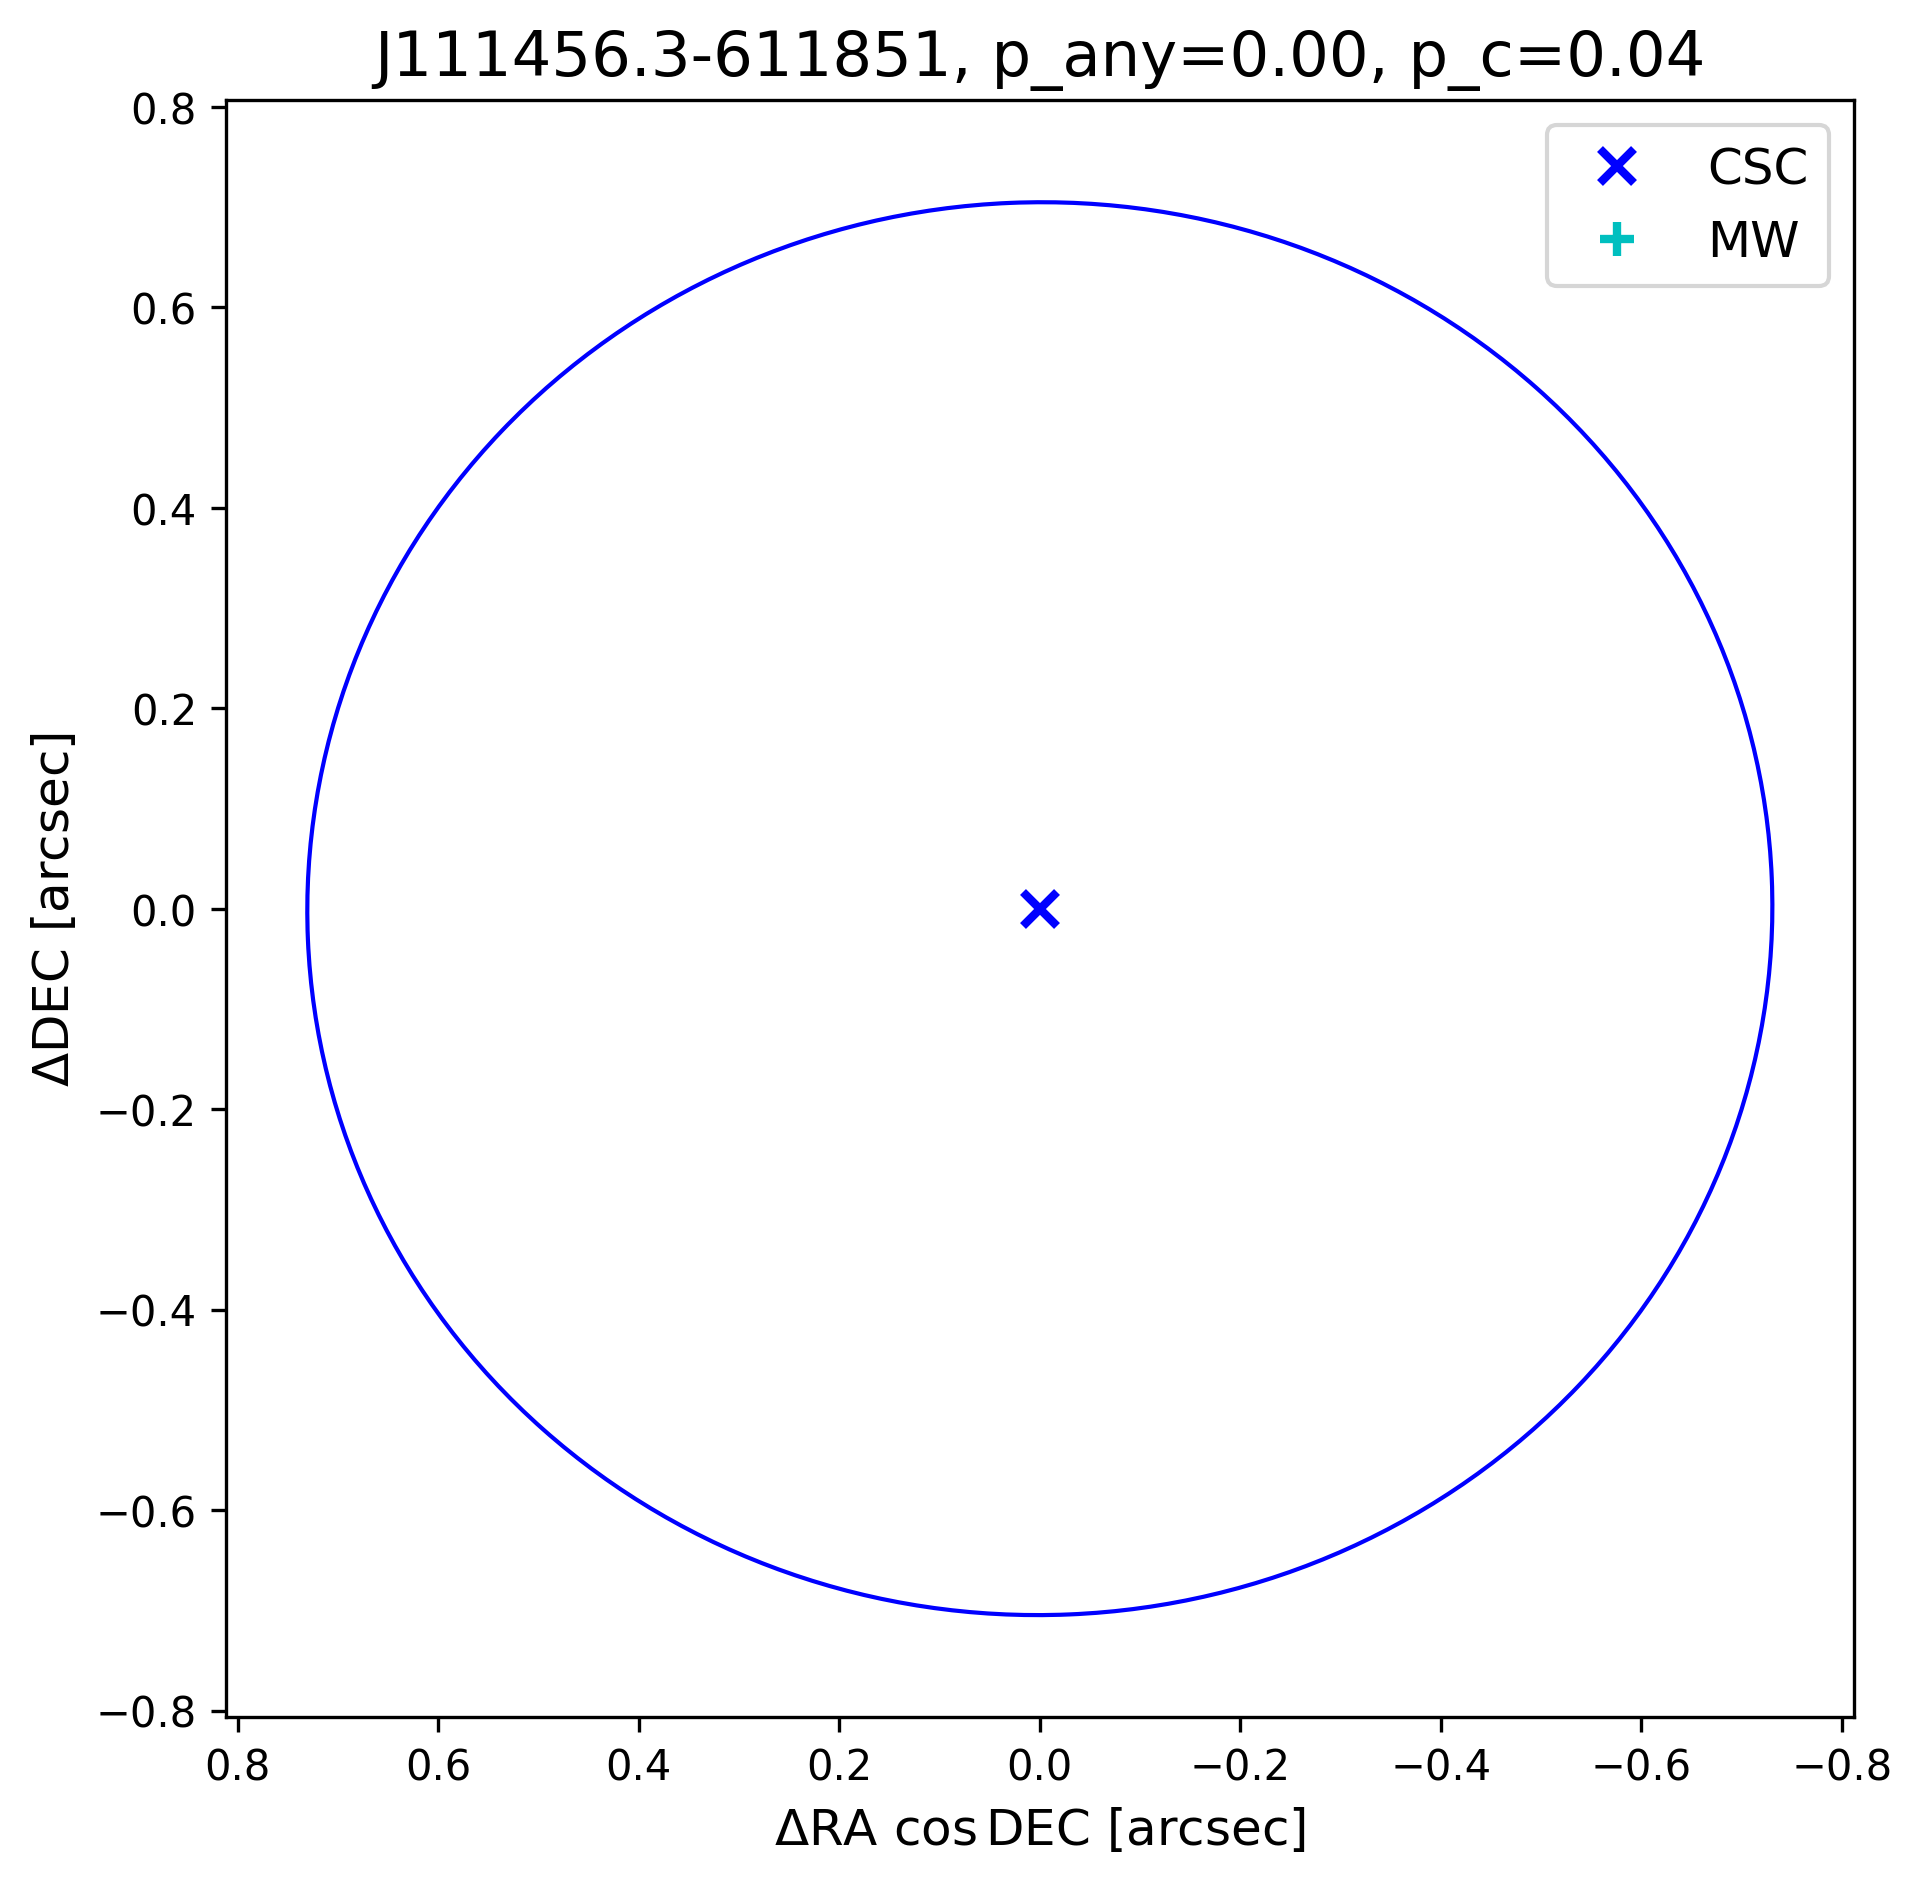 J111456.3-611851, p_any=0.00, p_c=0.04
CSC
MW
0.8
0.6
0.4
0.2
0.0
−0.2
−0.4
−0.6
−0.8
ΔDEC [arcsec]
0.8 0.6 0.4 0.2 0.0 −0.2 −0.4 −0.6 −0.8
ΔRA cos DEC [arcsec]